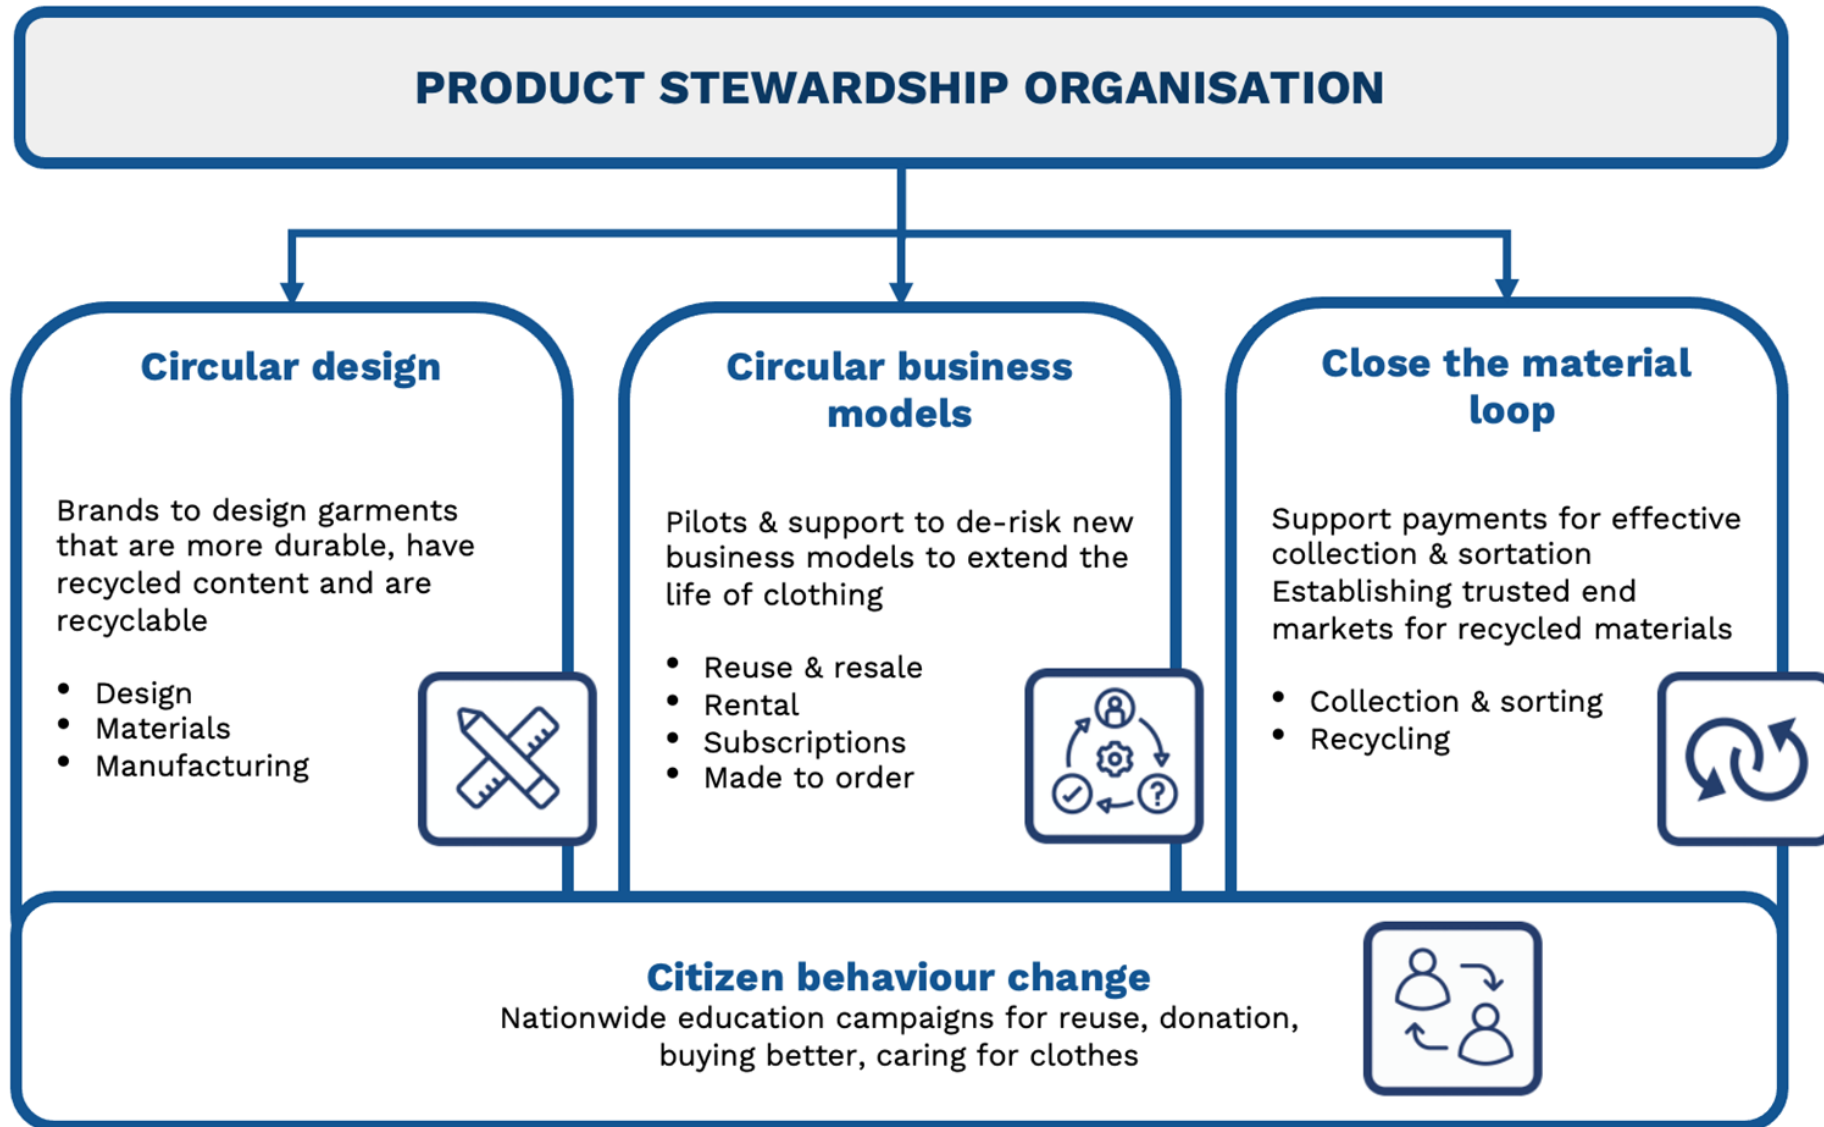 PRODUCT STEWARDSHIP ORGANISATION
Circular design
Brands to design garments
that are more durable, have
recycled content and are
recyclable
• Design
• Materials
• Manufacturing
Circular business
models
Pilots & support to de-risk new
business models to extend the
life of clothing
• Reuse & resale
• Rental
• Subscriptions
• Made to order
?
Close the material
loop
Support payments for effective
collection & sortation
Establishing trusted end
markets for recycled materials
• Collection & sorting
• Recycling
Citizen behaviour change
Nationwide education campaigns for reuse, donation,
buying better, caring for clothes